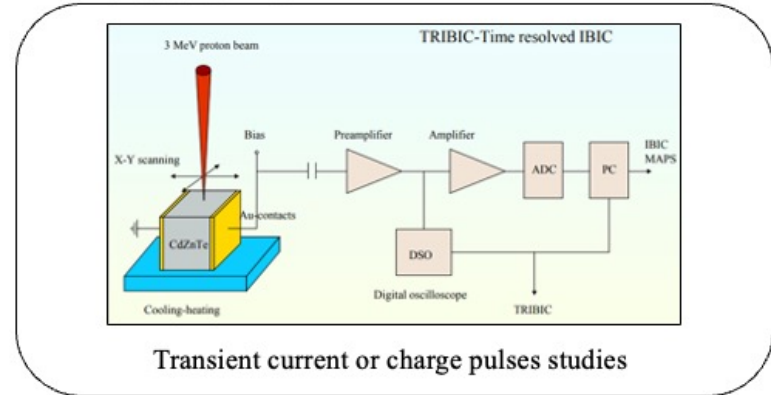 TRIBIC-Time resolved IBIC
3 MeV proton beam
Bias
Preamplifier
Amplifier
X-Y scanning
IBIC
MAPS
ADC
PC
Au-contacts
CdZnTe
DSO
Digital oscilloscope
Cooling-heating
TRIBIC
Transient current or charge pulses studies